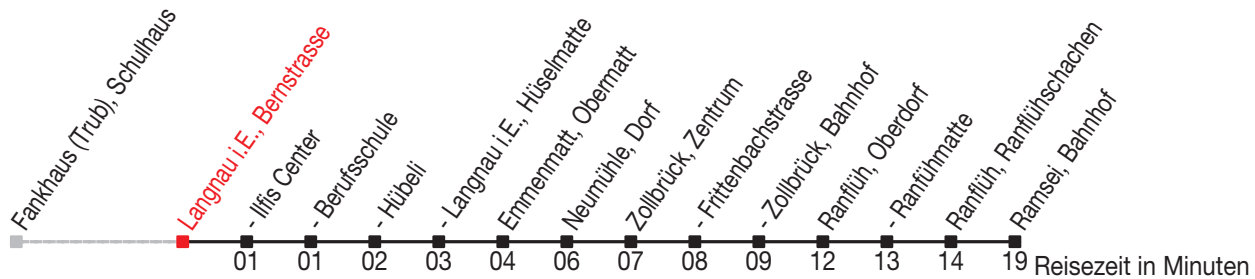 Fankhaus (Trub), Schulhaus
Langnau i.E., Bernstrasse
- Ilfis Center
- Berufsschule
- Hübeli
- Langnau i.E., Hüselmatte
Emmenmatt, Obermatt
Neumühle, Dorf
Zollbrück, Zentrum
- Frittenbachstrasse
- Zollbrück, Bahnhof
Ranflüh, Oberdorf
- Ranfühmatte
Ranflüh, Ranflühschachen
Ramsei, Bahnhof
01 01 02 03 04 06 07 08 09 12 13 14 19 Reisezeit in Minuten